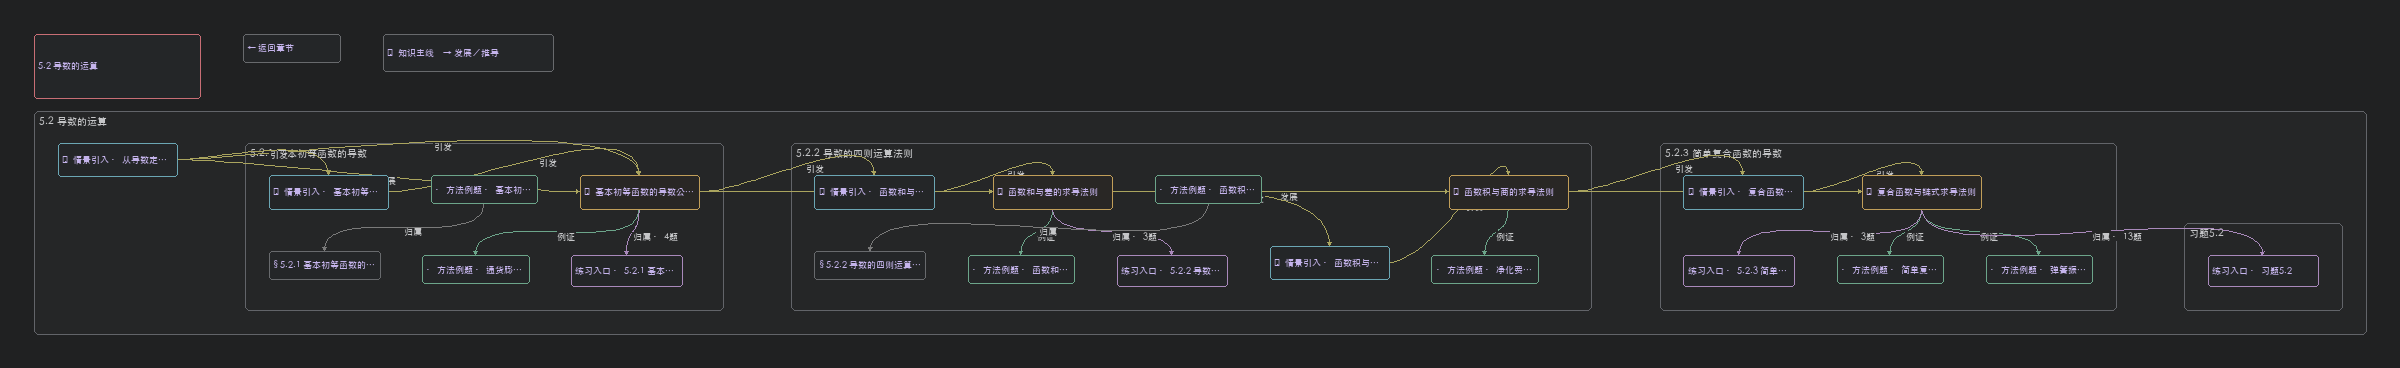 5.2 导数的运算
← 返回章节
知识主线 → 发展／推导
5.2 导数的运算
情景引入 · 从导数定…
引发
本初等函数的导数
引发
引发
情景引入 · 基本初等…
展
· 方法例题 · 基本初…
基本初等函数的导数公…
归属
例证
归属 · 4题
§ 5.2.1 基本初等函数的…
· 方法例题 · 通货膨…
练习入口 · 5.2.1 基本…
5.2.2 导数的四则运算法则
引发
情景引入 · 函数和与…
函数和与差的求导法则
· 方法例题 · 函数积…
发展
函数积与商的求导法则
归属
归属 · 3题
例证
§ 5.2.2 导数的四则运算…
· 方法例题 · 函数和…
练习入口 · 5.2.2 导数…
情景引入 · 函数积与…
· 方法例题 · 净化费…
5.2.3 简单复合函数的导数
引发
情景引入 · 复合函数…
复合函数与链式求导法则
归属 · 3题
例证
例证
归属 · 13题
练习入口 · 5.2.3 简单…
· 方法例题 · 简单复…
· 方法例题 · 弹簧振…
习题5.2
练习入口 · 习题5.2